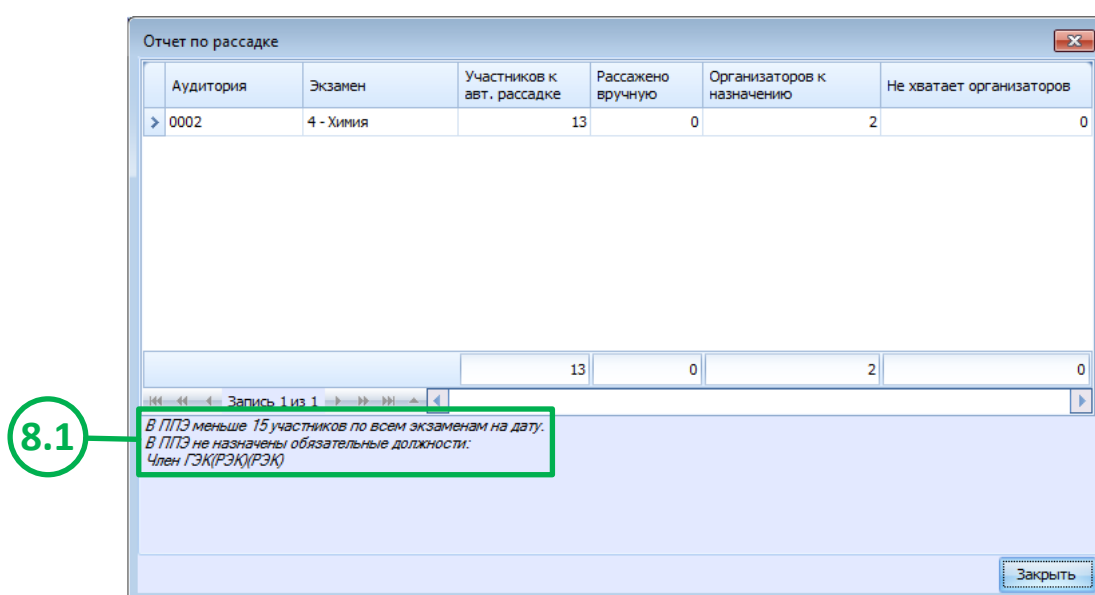 Отчет по рассадке
Аудитория Экзамен Участников к авт. рассадке Рассажено вручную Организаторов к назначению Не хватает организаторов
0002 4 - Химия 13 0 2 0
13 0 2 0
Запись 1 из 1
8.1
В ППЭ меньше 15 участников по всем экзаменам на дату.
В ППЭ не назначены обязательные должности:
Член ГЭК(РЭК)(РЭК)
Закрыть